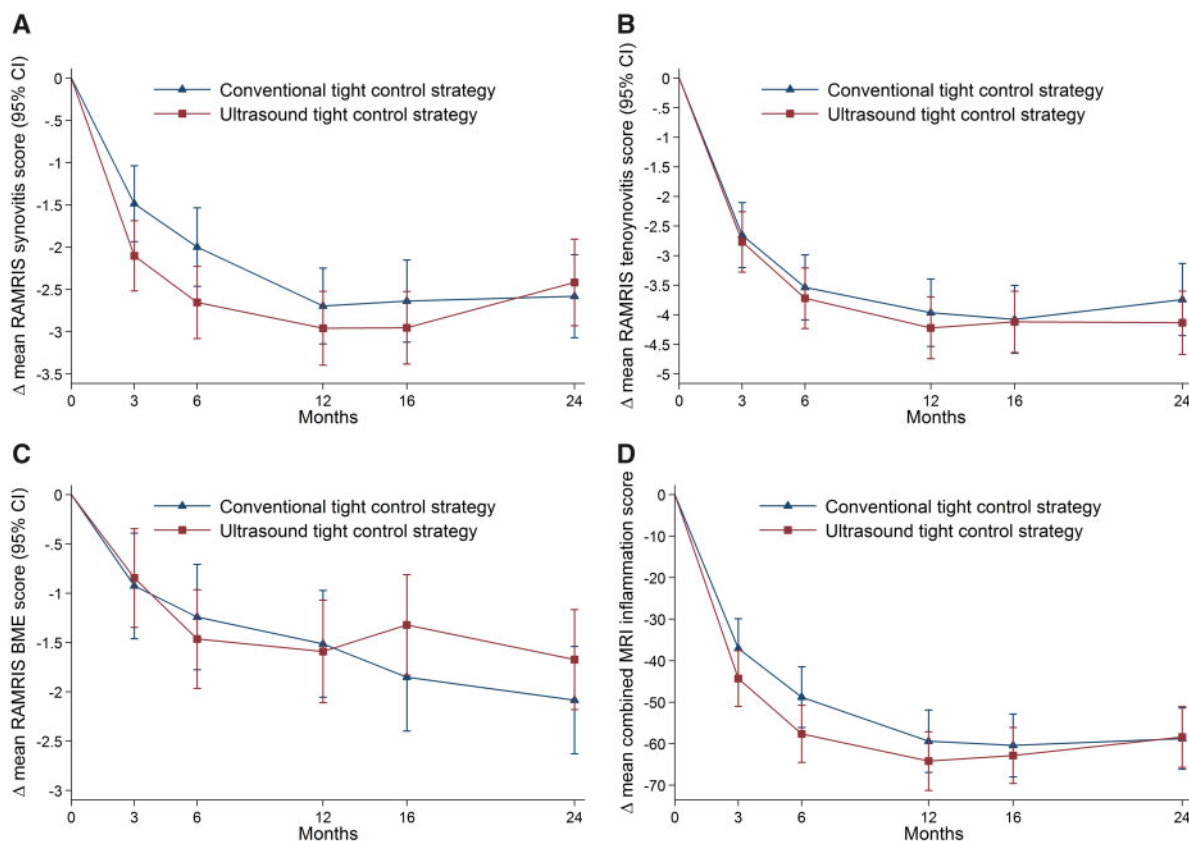 A
Δ mean RAMRIS synovitis score (95% CI)
Conventional tight control strategy
Ultrasound tight control strategy
0
-.5
-1
-1.5
-2
-2.5
-3
-3.5
0 3 6 12 16 24
Months
B
Δ mean RAMRIS tenoynovitis score (95% CI)
Conventional tight control strategy
Ultrasound tight control strategy
0
-.5
-1
-1.5
-2
-2.5
-3
-3.5
-4
-4.5
-5
0 3 6 12 16 24
Months
C
Δ mean RAMRIS BME score (95% CI)
Conventional tight control strategy
Ultrasound tight control strategy
0
-.5
-1
-1.5
-2
-2.5
-3
0 3 6 12 16 24
Months
D
Δ mean combined MRI inflammation score
Conventional tight control strategy
Ultrasound tight control strategy
0
-10
-20
-30
-40
-50
-60
-70
0 3 6 12 16 24
Months